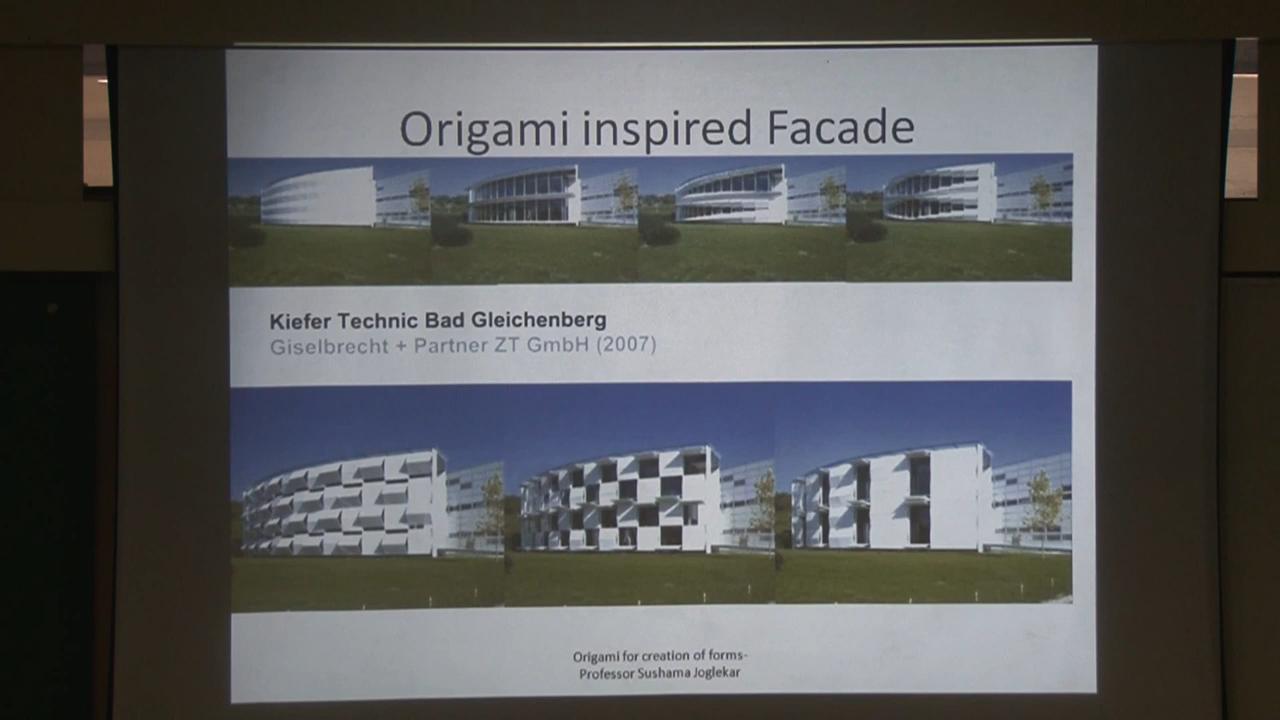 Origami inspired Facade
Kiefer Technic Bad Gleichenberg
Giselbrecht + Partner ZT GmbH (2007)
Origami for creation of forms-
Professor Sushama Joglekar